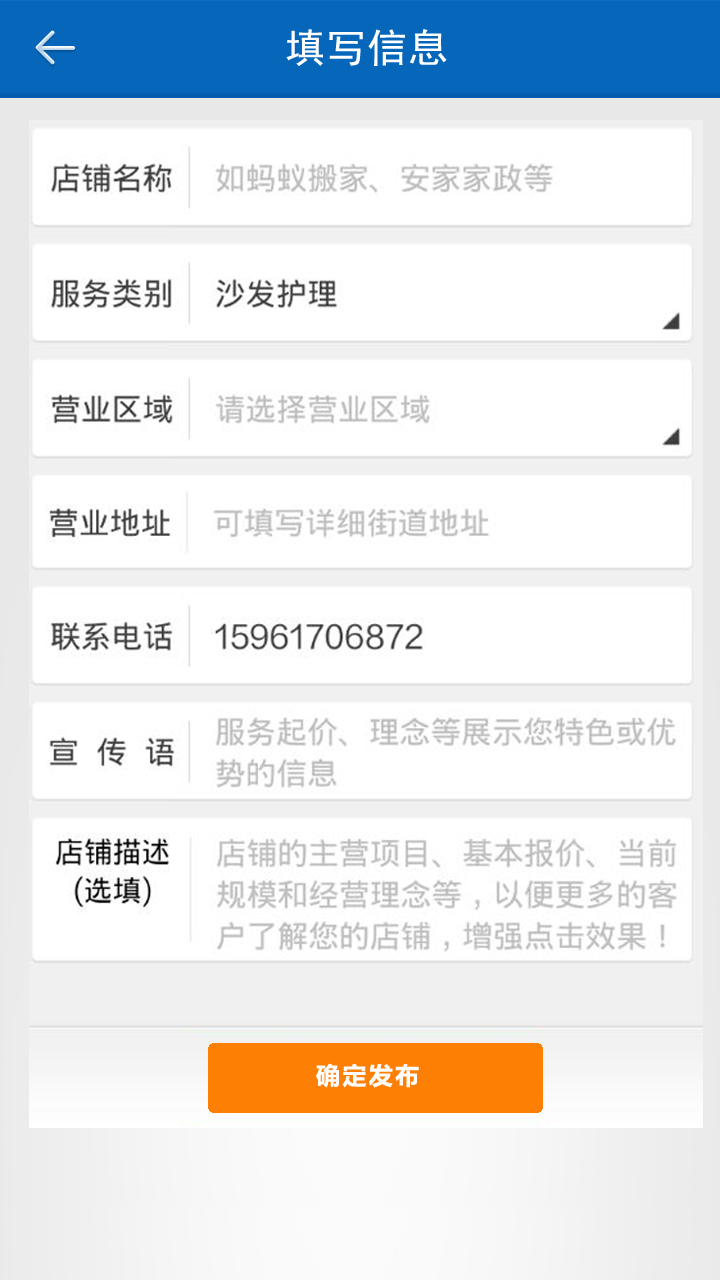 填写信息
店铺名称 如蚂蚁搬家、安家家政等
服务类别 沙发护理
营业区域 请选择营业区域
营业地址 可填写详细街道地址
联系电话 15961706872
宣 传 语 服务起价、理念等展示您特色或优
势的信息
店铺描述 店铺的主营项目、基本报价、当前
(选填) 规模和经营理念等，以便更多的客
户了解您的店铺，增强点击效果！
确定发布